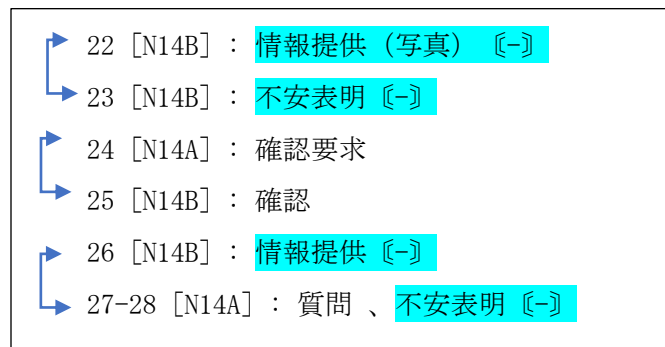 22 [N14B] : 情報提供 (写真) 〔-〕
23 [N14B] : 不安表明〔-〕
24 [N14A] : 確認要求
25 [N14B] : 確認
26 [N14B] : 情報提供〔-〕
27-28 [N14A] : 質問 、不安表明〔-〕